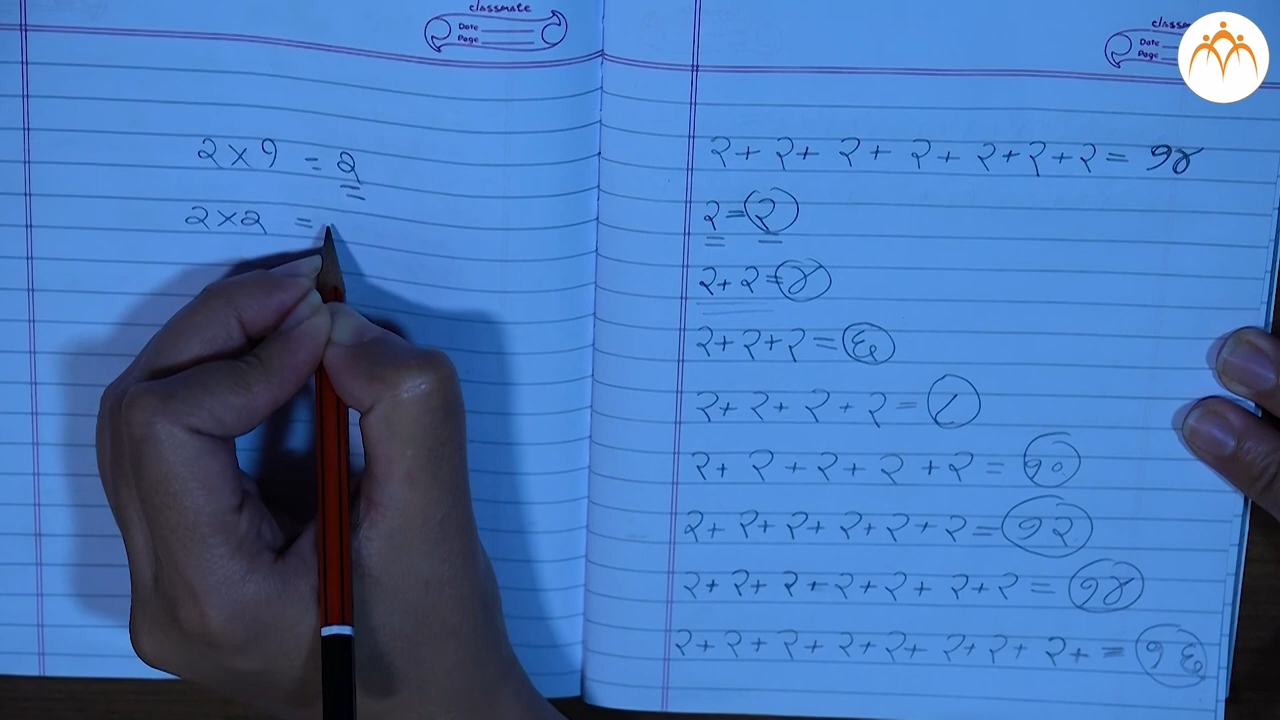 classmate
Date
Page
२ × १ = २
२ × २ =
classmate
Date
Page
२ + २ + २ + २ + २ + २ + २ = १४
२ = २
२ + २ = ४
२ + २ + २ = ६
२ + २ + २ + २ = ८
२ + २ + २ + २ + २ = १०
२ + २ + २ + २ + २ + २ = १२
२ + २ + २ + २ + २ + २ + २ = १४
२ + २ + २ + २ + २ + २ + २ + २ + = १६